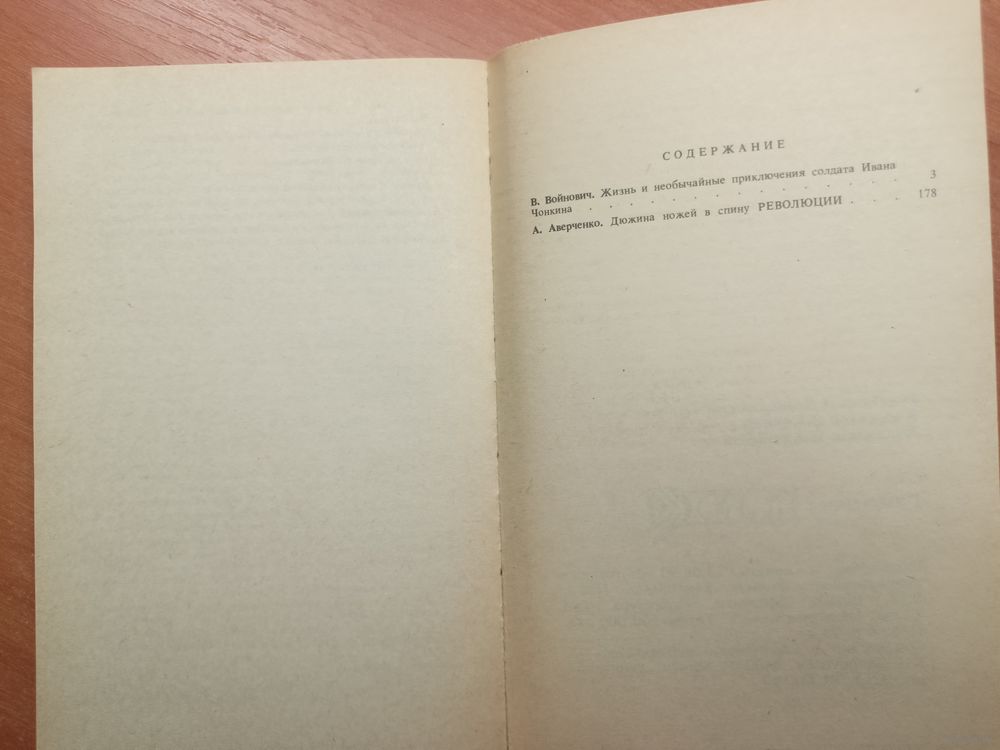 СОДЕРЖАНИЕ
В. Войнович. Жизнь и необычайные приключения солдата Ивана
Чонкина . . . . . . . . . . . . . . 3
А. Аверченко. Дюжина ножей в спину РЕВОЛЮЦИИ . . . 178